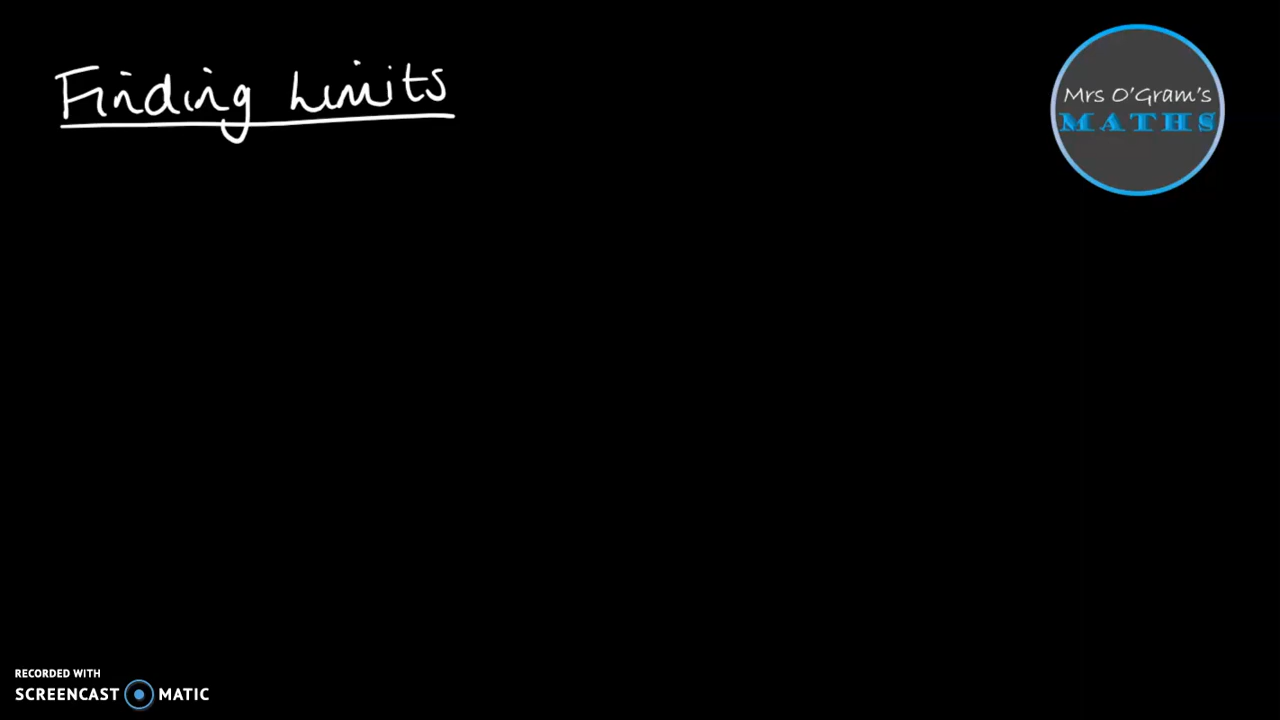 Finding Limits
Mrs O'Gram's
MATHS
RECORDED WITH
SCREENCAST MATIC